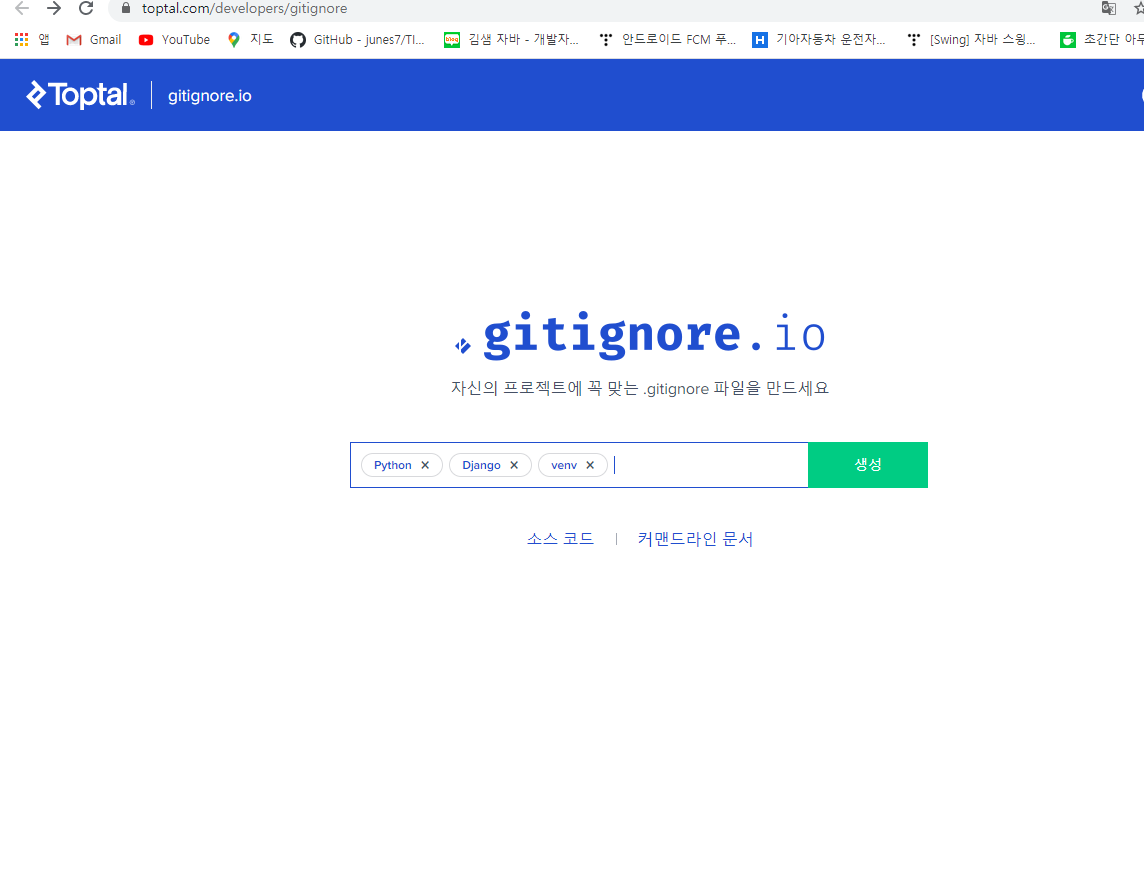 toptal.com/developers/gitignore
앱 Gmail YouTube 지도 GitHub - junes7/TI... blog 김샘 자바 - 개발자... 안드로이드 FCM 푸... H 기아자동차 운전자... [Swing] 자바 스윙... 초간단 아두
Toptal® gitignore.io
.gitignore.io
자신의 프로젝트에 꼭 맞는 .gitignore 파일을 만드세요
Python × Django × venv × 생성
소스 코드 | 커맨드라인 문서